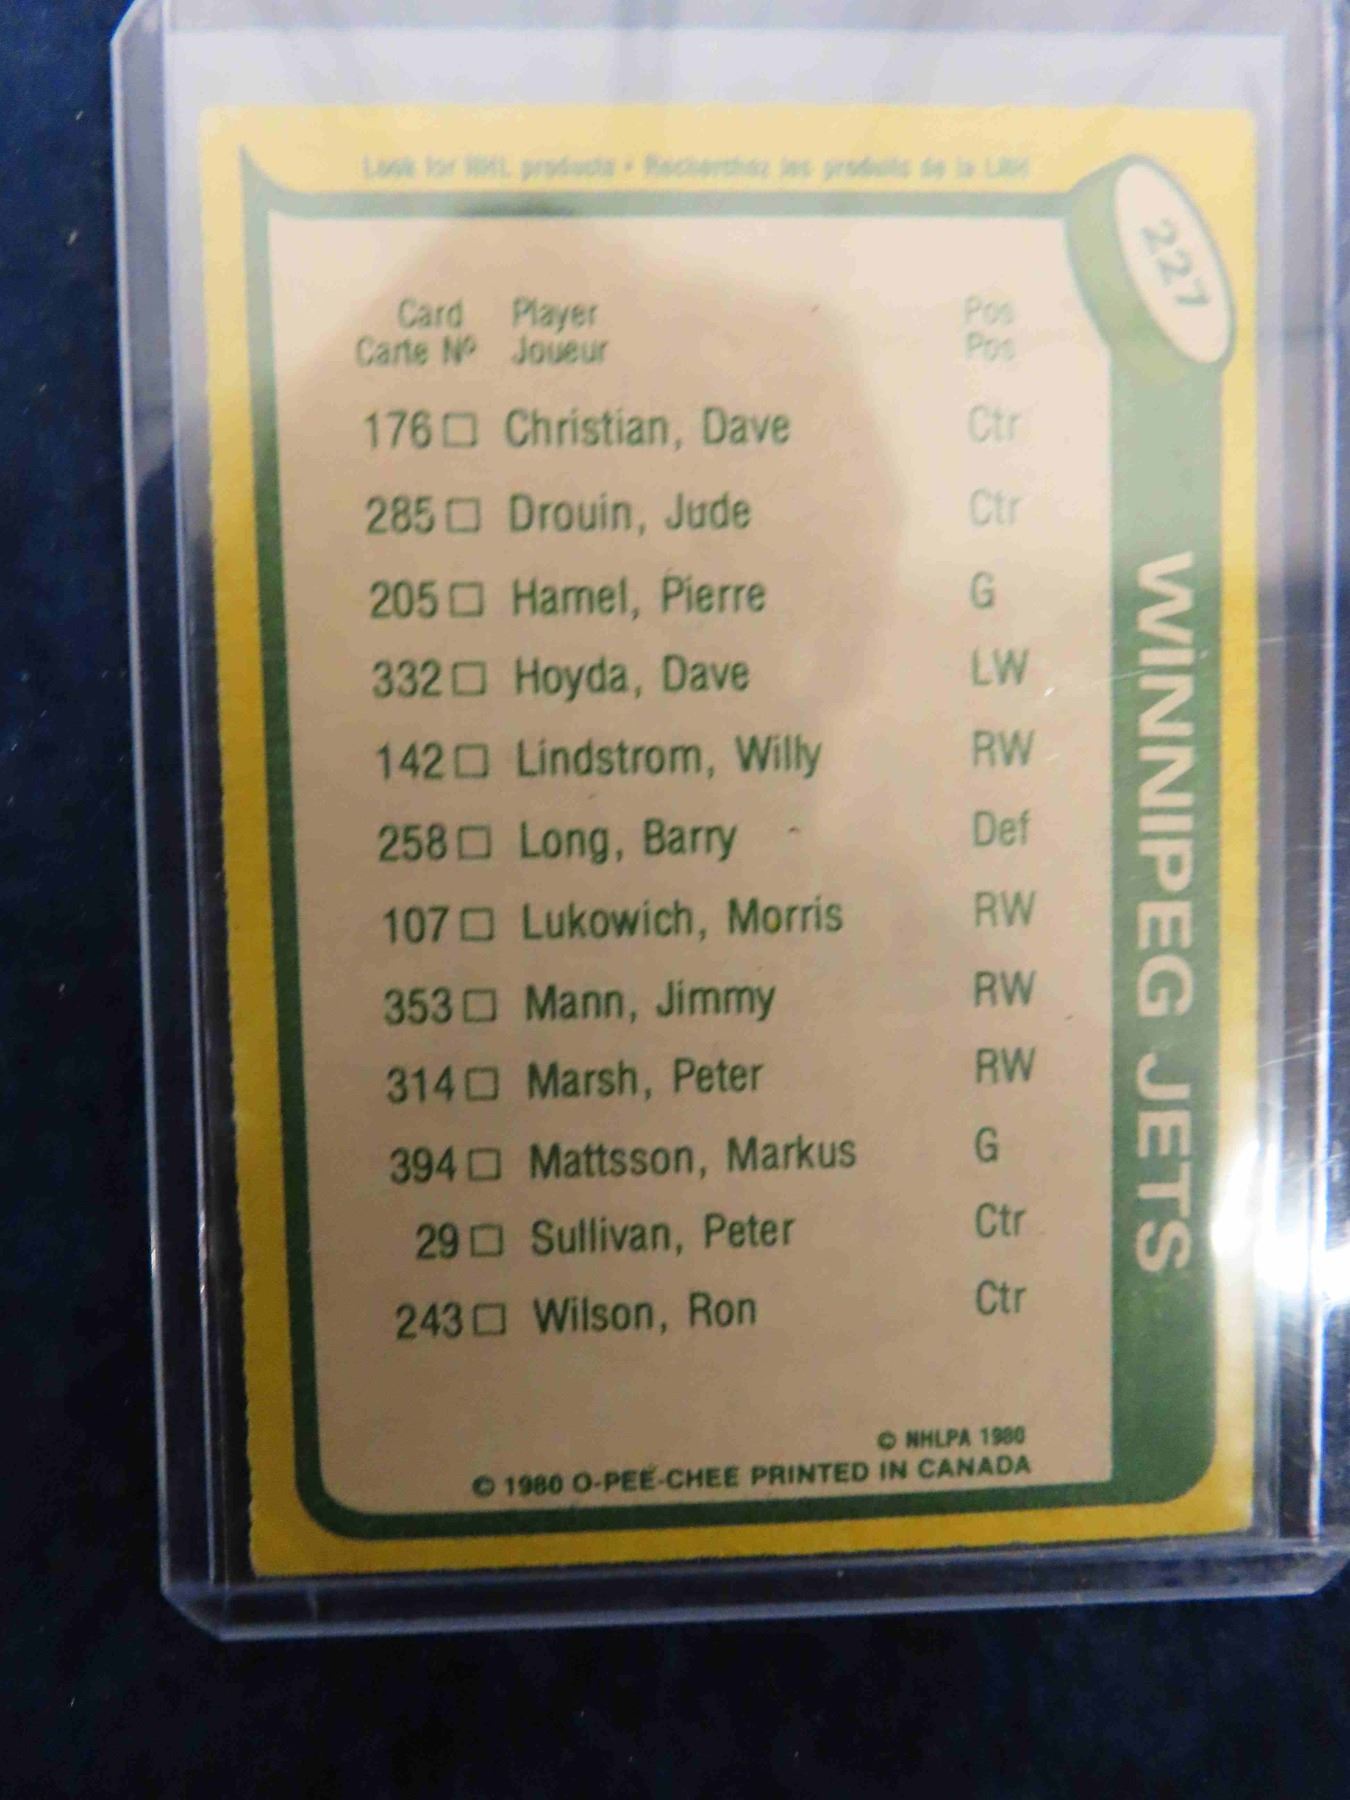 Look for NHL products • Recherchez les produits de la LNH
227
Card Player Pos
Carte Nº Joueur Pos
176 □ Christian, Dave Ctr
285 □ Drouin, Jude Ctr
205 □ Hamel, Pierre G
332 □ Hoyda, Dave LW
142 □ Lindstrom, Willy RW
258 □ Long, Barry Def
107 □ Lukowich, Morris RW
353 □ Mann, Jimmy RW
314 □ Marsh, Peter RW
394 □ Mattsson, Markus G
29 □ Sullivan, Peter Ctr
243 □ Wilson, Ron Ctr
WINNIPEG JETS
© NHLPA 1980
© 1980 O-PEE-CHEE PRINTED IN CANADA